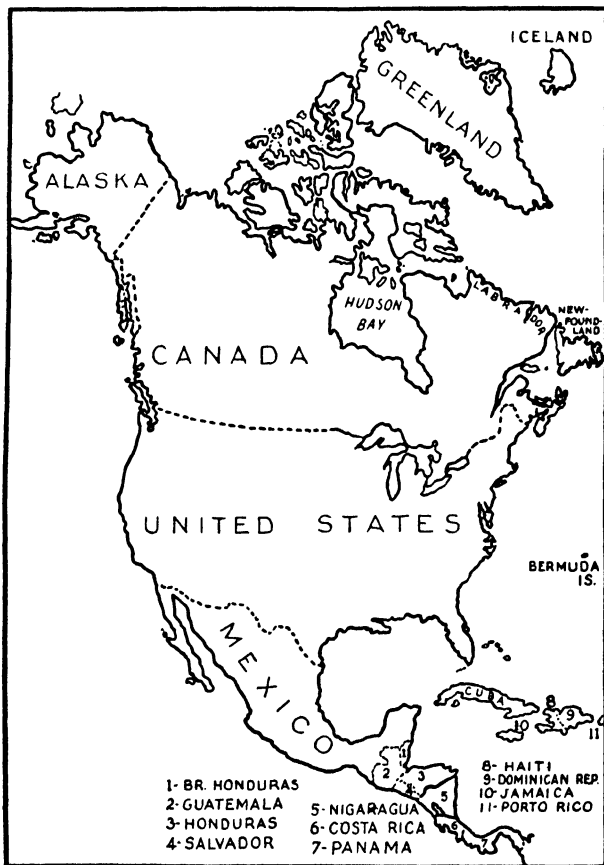 ICELAND
GREENLAND
ALASKA
HUDSON
BAY
LABRADOR
NEW-
FOUND-
LAND
CANADA
UNITED STATES
BERMUDA
IS.
MEXICO
CUBA
8
9
10
11
1
2
3
4
5
6
7
1- BR. HONDURAS
2- GUATEMALA
3- HONDURAS
4- SALVADOR
5- NIGARAGUA
6- COSTA RICA
7- PANAMA
8- HAITI
9- DOMINICAN REP.
10- JAMAICA
11- PORTO RICO